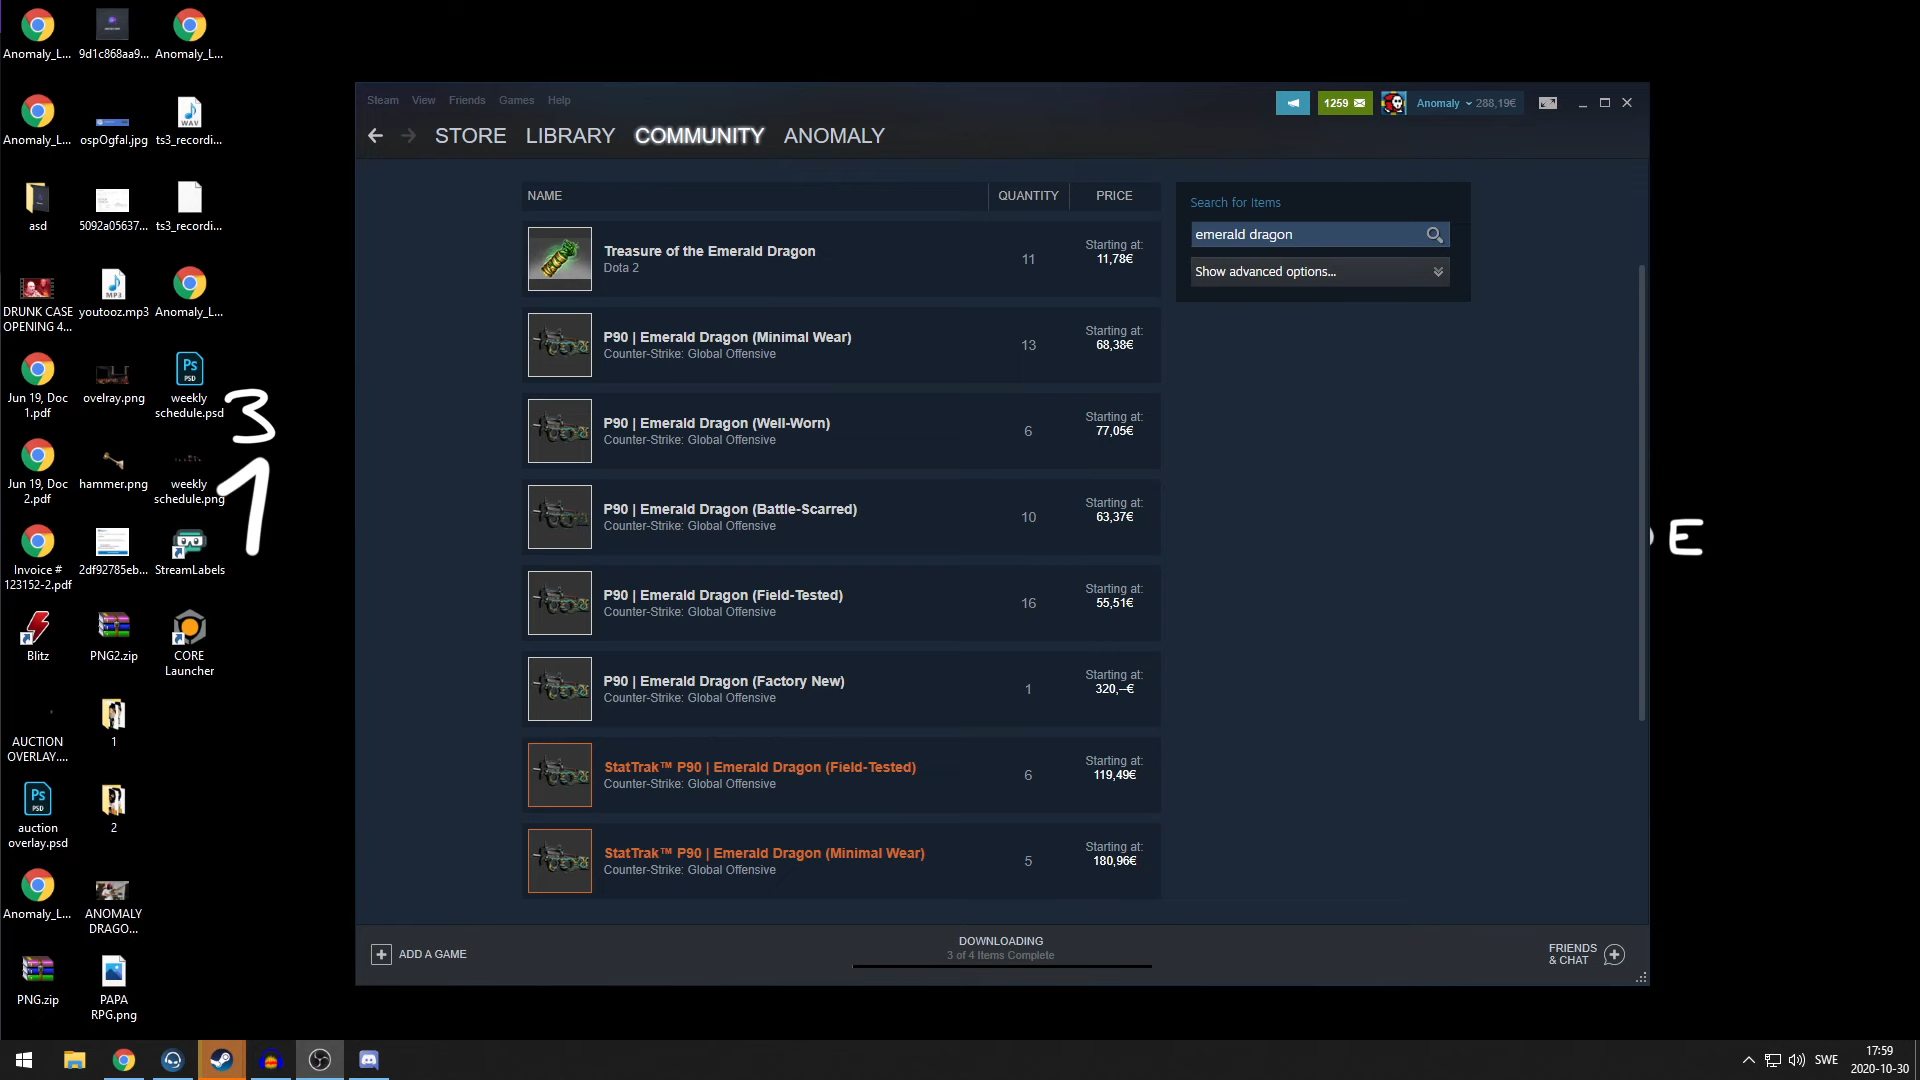 Anomaly_L...
9d1c868aa9...
Anomaly_L...
Anomaly_L...
ospOgfal.jpg
ts3_recordi...
WAV
asd
5092a05637...
ts3_recordi...
DRUNK CASE
OPENING 4...
MP3
youtooz.mp3
Anomaly_L...
Jun 19, Doc
1.pdf
ovelray.png
Ps
PSD
weekly
schedule.psd
3
Jun 19, Doc
2.pdf
hammer.png
weekly
schedule.png
1
Invoice #
123152-2.pdf
2df92785eb...
StreamLabels
Blitz
PNG2.zip
CORE
Launcher
AUCTION
OVERLAY....
1
Ps
PSD
auction
overlay.psd
2
Anomaly_L...
ANOMALY
DRAGO...
PNG.zip
PAPA
RPG.png
Steam View Friends Games Help
1259
Anomaly 288,19€
STORE LIBRARY COMMUNITY ANOMALY
NAME QUANTITY PRICE
Treasure of the Emerald Dragon
Dota 2
11
Starting at:
11,78€
P90 | Emerald Dragon (Minimal Wear)
Counter-Strike: Global Offensive
13
Starting at:
68,38€
P90 | Emerald Dragon (Well-Worn)
Counter-Strike: Global Offensive
6
Starting at:
77,05€
P90 | Emerald Dragon (Battle-Scarred)
Counter-Strike: Global Offensive
10
Starting at:
63,37€
P90 | Emerald Dragon (Field-Tested)
Counter-Strike: Global Offensive
16
Starting at:
55,51€
P90 | Emerald Dragon (Factory New)
Counter-Strike: Global Offensive
1
Starting at:
320,--€
StatTrak™ P90 | Emerald Dragon (Field-Tested)
Counter-Strike: Global Offensive
6
Starting at:
119,49€
StatTrak™ P90 | Emerald Dragon (Minimal Wear)
Counter-Strike: Global Offensive
5
Starting at:
180,96€
Search for Items
emerald dragon
Show advanced options...
E
ADD A GAME
DOWNLOADING
3 of 4 Items Complete
FRIENDS
& CHAT
SWE
17:59
2020-10-30